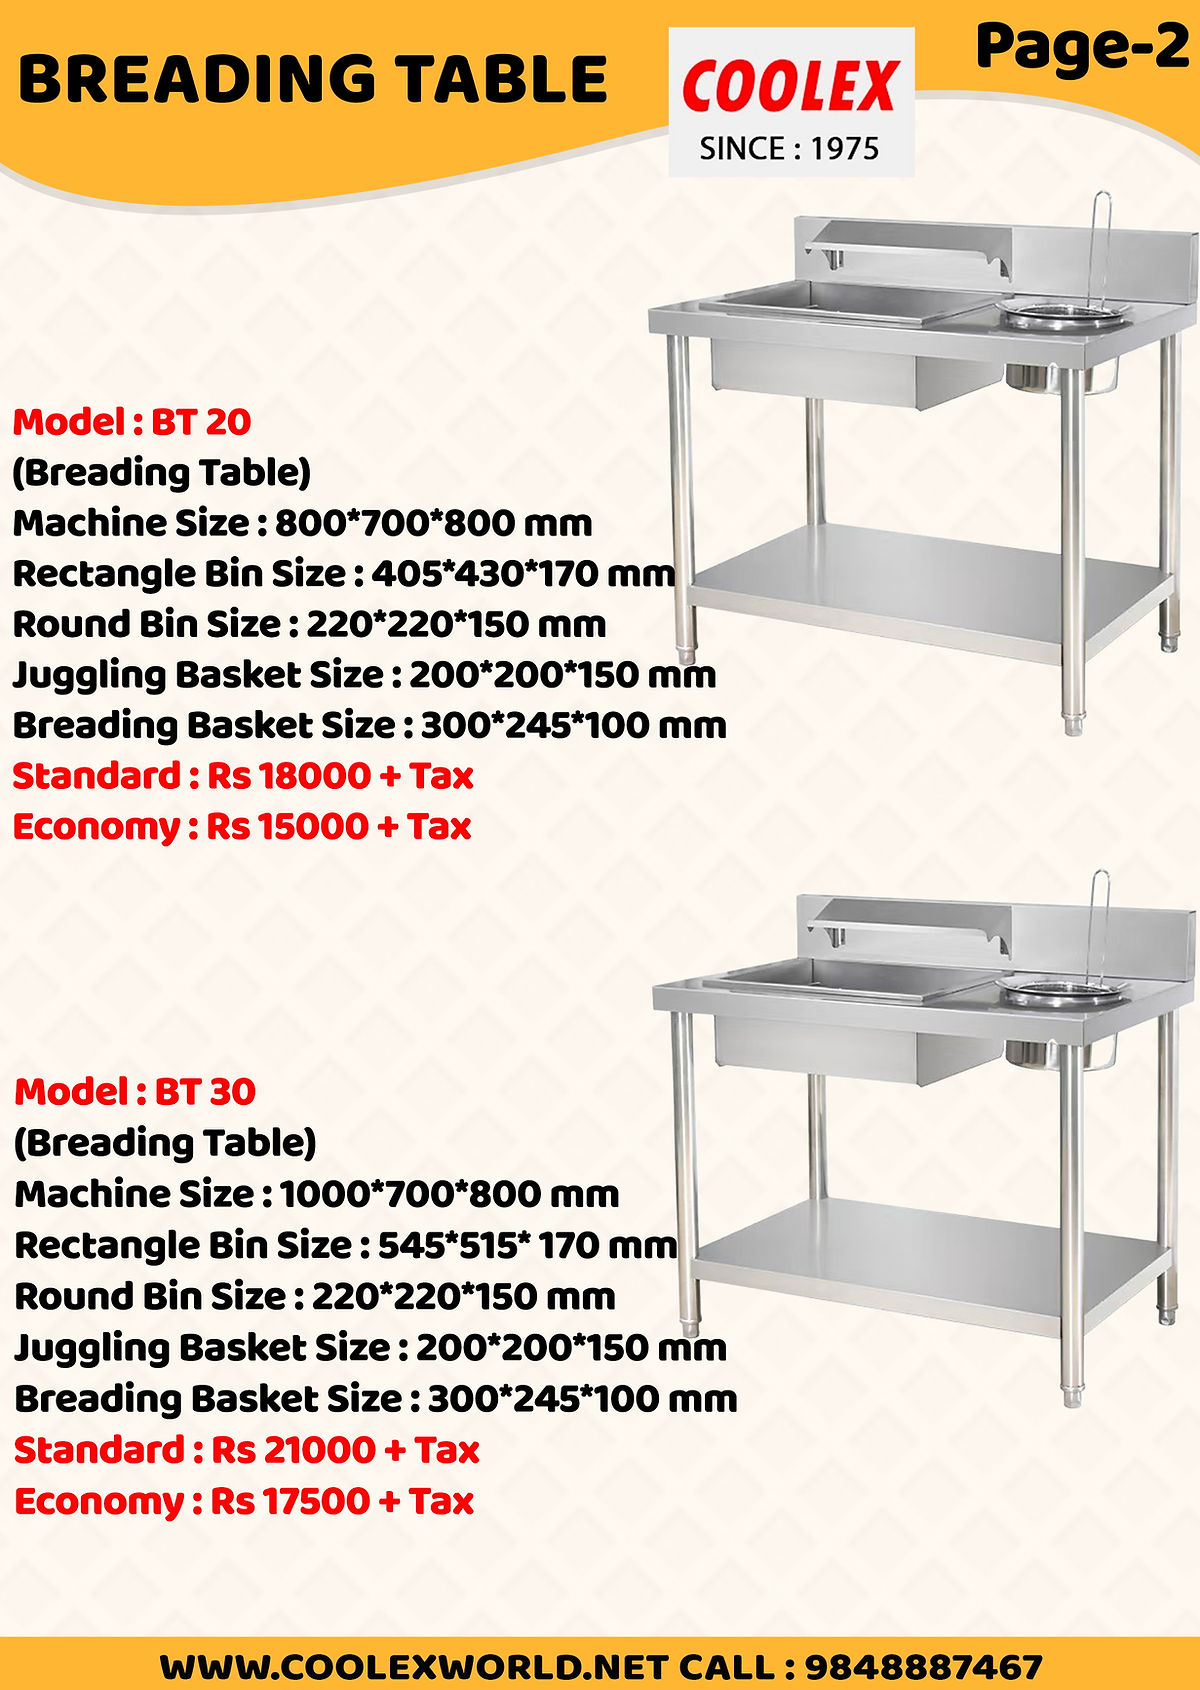 BREADING TABLE
COOLEX
SINCE : 1975
Page-2
Model : BT 20
(Breading Table)
Machine Size : 800*700*800 mm
Rectangle Bin Size : 405*430*170 mm
Round Bin Size : 220*220*150 mm
Juggling Basket Size : 200*200*150 mm
Breading Basket Size : 300*245*100 mm
Standard : Rs 18000 + Tax
Economy : Rs 15000 + Tax
Model : BT 30
(Breading Table)
Machine Size : 1000*700*800 mm
Rectangle Bin Size : 545*515* 170 mm
Round Bin Size : 220*220*150 mm
Juggling Basket Size : 200*200*150 mm
Breading Basket Size : 300*245*100 mm
Standard : Rs 21000 + Tax
Economy : Rs 17500 + Tax
WWW.COOLEXWORLD.NET CALL : 9848887467